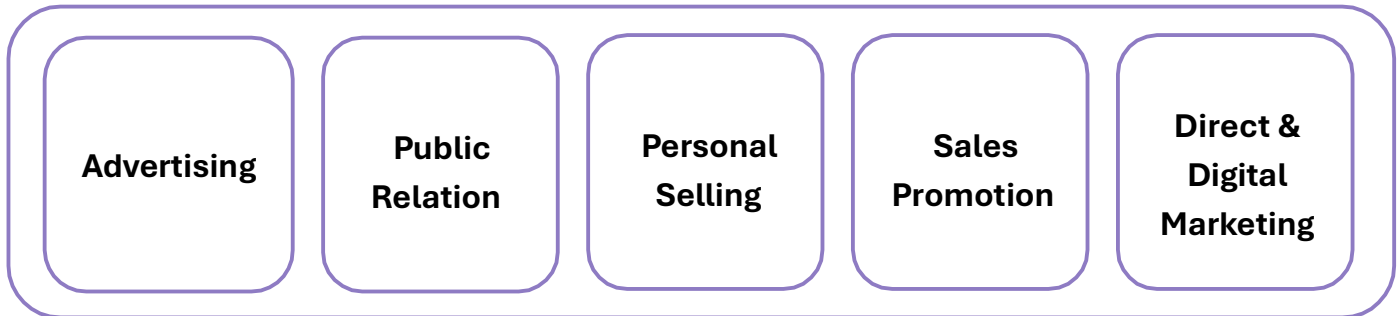 Advertising
Public
Relation
Personal
Selling
Sales
Promotion
Direct &
Digital
Marketing